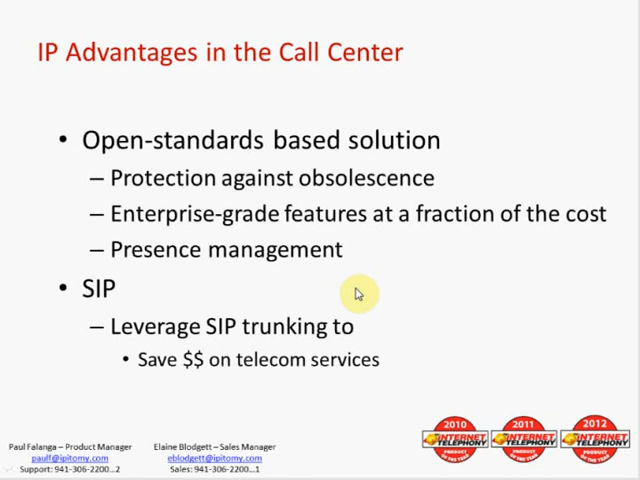 IP Advantages in the Call Center
• Open-standards based solution
– Protection against obsolescence
– Enterprise-grade features at a fraction of the cost
– Presence management
• SIP
– Leverage SIP trunking to
• Save $$ on telecom services
2010 2011 2012
INTERNET TELEPHONY INTERNET TELEPHONY INTERNET TELEPHONY
PRODUCT OF THE YEAR PRODUCT OF THE YEAR PRODUCT OF THE YEAR
Paul Falanga – Product Manager
paulf@ipitomy.com
Support: 941-306-2200...2
Elaine Blodgett – Sales Manager
eblodgett@ipitomy.com
Sales: 941-306-2200...1